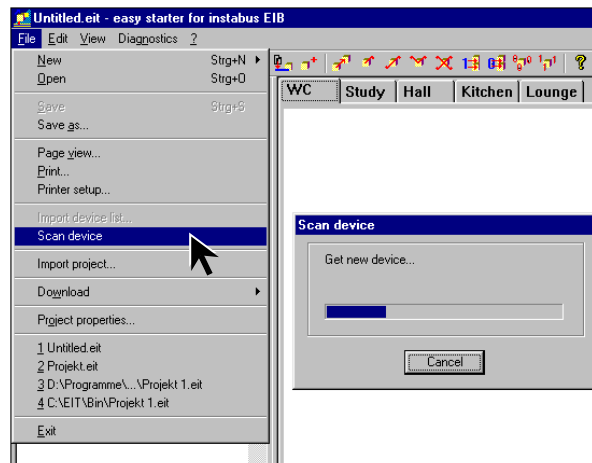 Untitled.eit - easy starter for instabus EIB
File Edit View Diagnostics ?
New Strg+N
Open Strg+O
Save Strg+S
Save as...
Page view...
Print...
Printer setup...
Import device list...
Scan device
Import project...
Download
Project properties...
1 Untitled.eit
2 Projekt.eit
3 D:\Programme\...\Projekt 1.eit
4 C:\EIT\Bin\Projekt 1.eit
Exit
WC Study Hall Kitchen Lounge
Scan device
Get new device...
Cancel